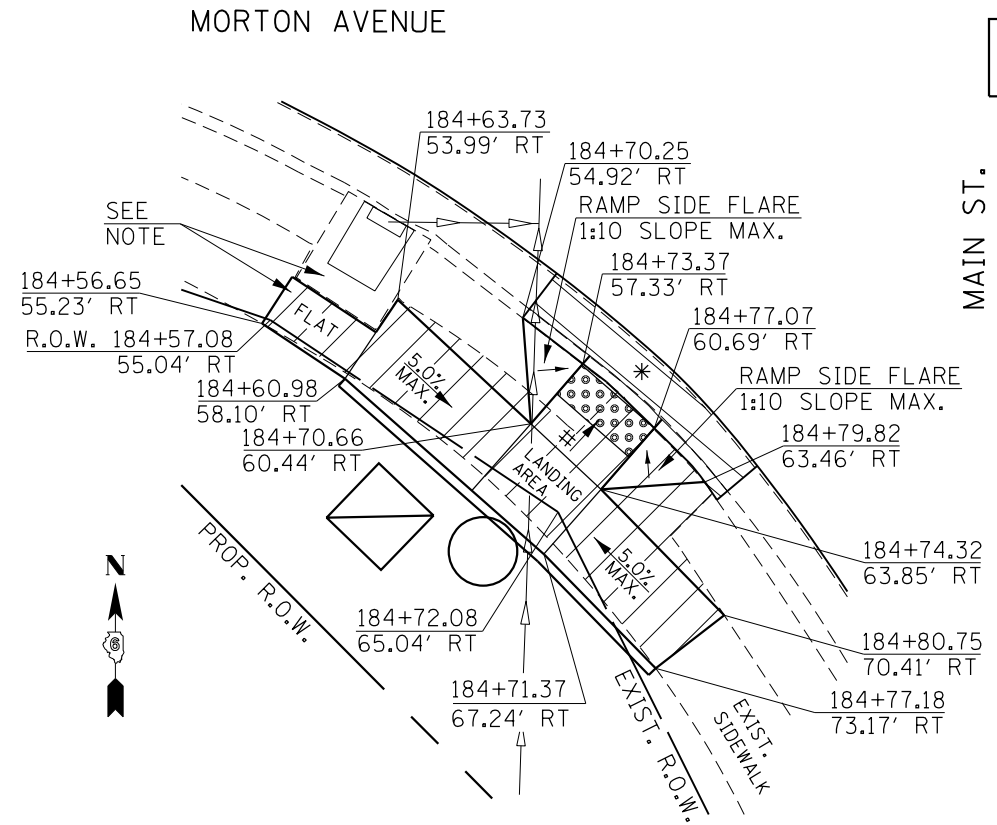 MORTON AVENUE
184+63.73
53.99' RT
184+70.25
54.92' RT
RAMP SIDE FLARE
1:10 SLOPE MAX.
184+73.37
57.33' RT
184+77.07
60.69' RT
RAMP SIDE FLARE
1:10 SLOPE MAX.
184+79.82
63.46' RT
MAIN ST.
SEE
NOTE
184+56.65
55.23' RT
R.O.W. 184+57.08
55.04' RT
184+60.98
58.10' RT
184+70.66
60.44' RT
FLAT
5.0%
MAX.
*
#
LANDING
AREA
5.0%
MAX.
184+74.32
63.85' RT
184+80.75
70.41' RT
184+77.18
73.17' RT
184+72.08
65.04' RT
184+71.37
67.24' RT
PROP. R.O.W.
EXIST. R.O.W.
EXIST.
SIDEWALK
N
6